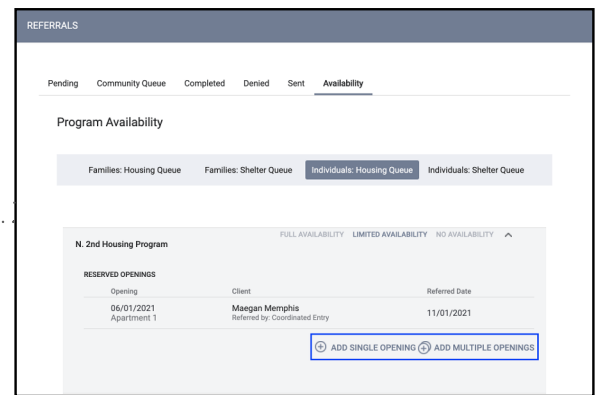 REFERRALS
Pending Community Queue Completed Denied Sent Availability
Program Availability
Families: Housing Queue Families: Shelter Queue Individuals: Housing Queue Individuals: Shelter Queue
N. 2nd Housing Program FULL AVAILABILITY LIMITED AVAILABILITY NO AVAILABILITY
RESERVED OPENINGS
Opening Client Referred Date
06/01/2021 Maegan Memphis 11/01/2021
Apartment 1 Referred by: Coordinated Entry
ADD SINGLE OPENING ADD MULTIPLE OPENINGS